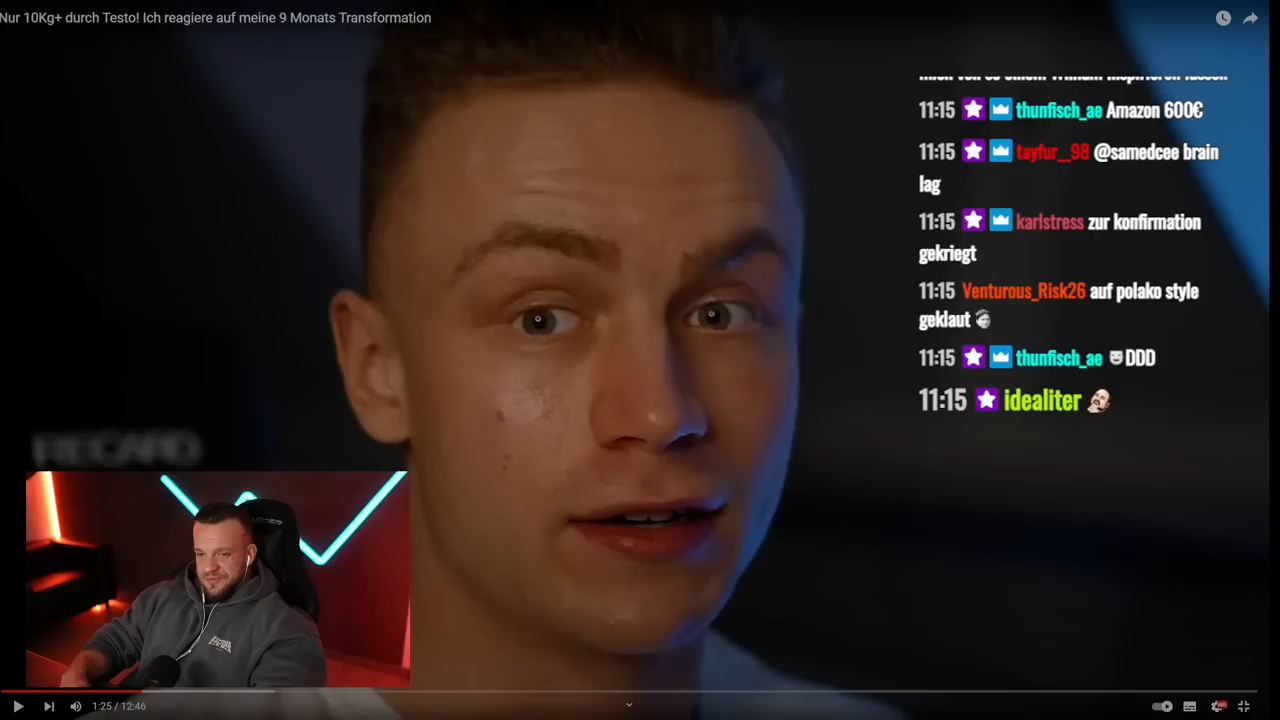 Nur 10Kg+ durch Testo! Ich reagiere auf meine 9 Monats Transformation
11:15 thunfisch_ae Amazon 600€
11:15 tayfur__98 @samedcee brain
lag
11:15 karlstress zur konfirmation
gekriegt
11:15 Venturous_Risk26 auf polako style
geklaut
11:15 thunfisch_ae DDD
11:15 idealiter
RECARO
1:25 / 12:46
HD